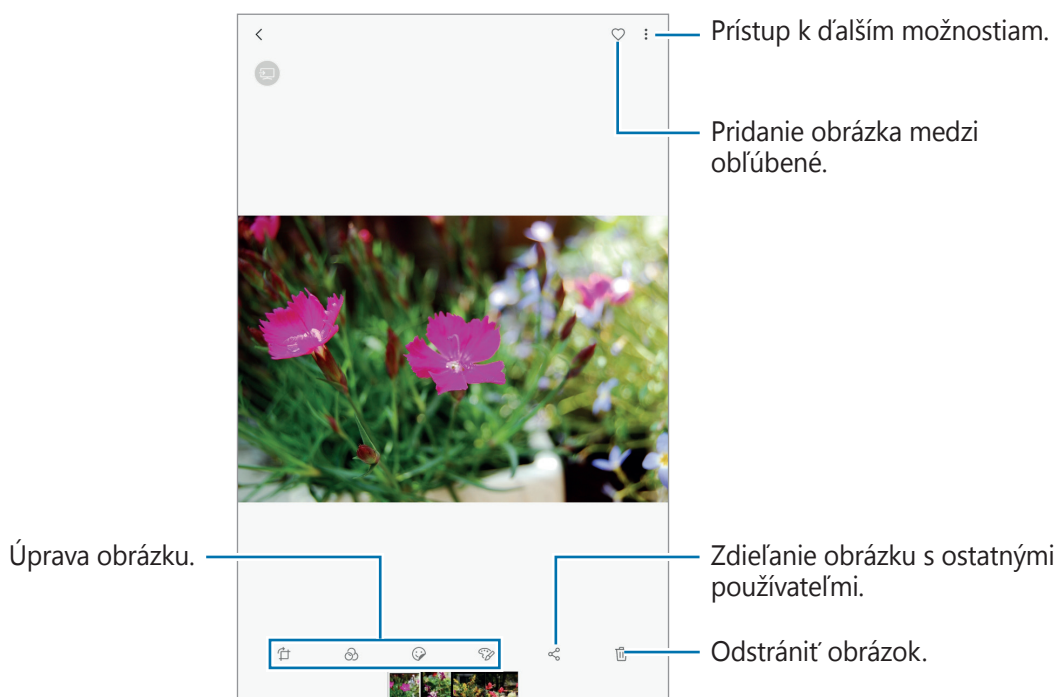 Prístup k ďalším možnostiam.
Pridanie obrázka medzi
obľúbené.
Úprava obrázku.
Zdieľanie obrázku s ostatnými
používateľmi.
Odstrániť obrázok.